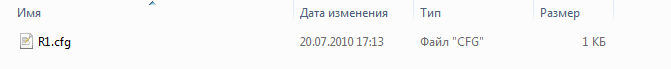 Имя Дата изменения Тип Размер
R1.cfg 20.07.2010 17:13 Файл "CFG" 1 КБ